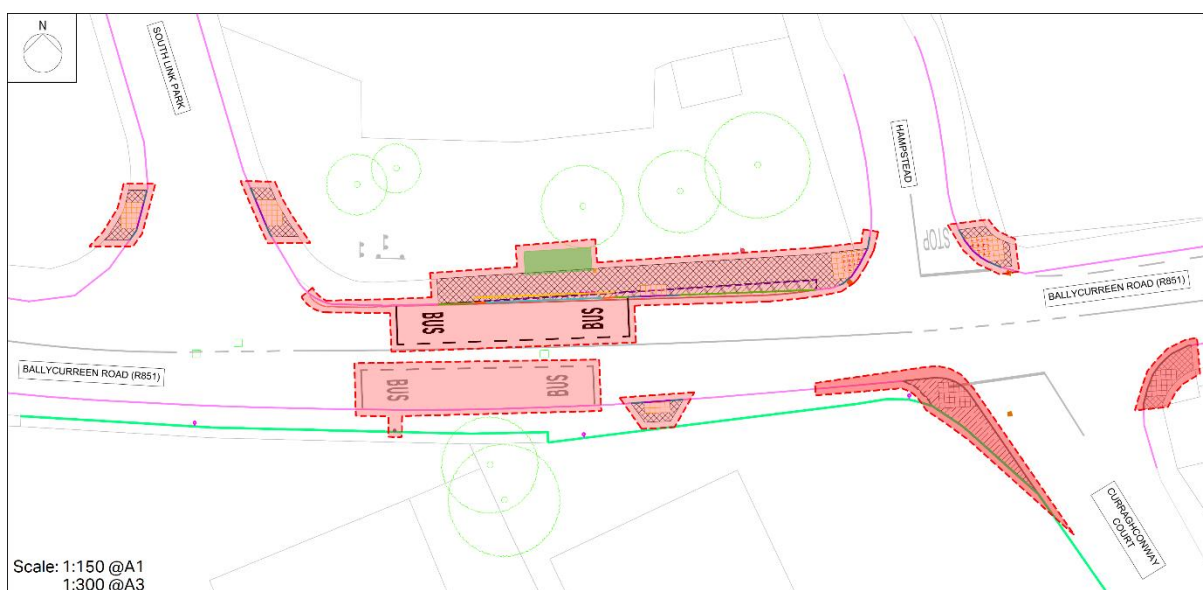 N
SOUTH LINK PARK
HAMPSTEAD
STOP
BALLYCURREEN ROAD (R851)
BUS
BUS
BALLYCURREEN ROAD (R851)
BUS
BUS
CURRAGHCONWAY
COURT
Scale: 1:150 @A1
1:300 @A3